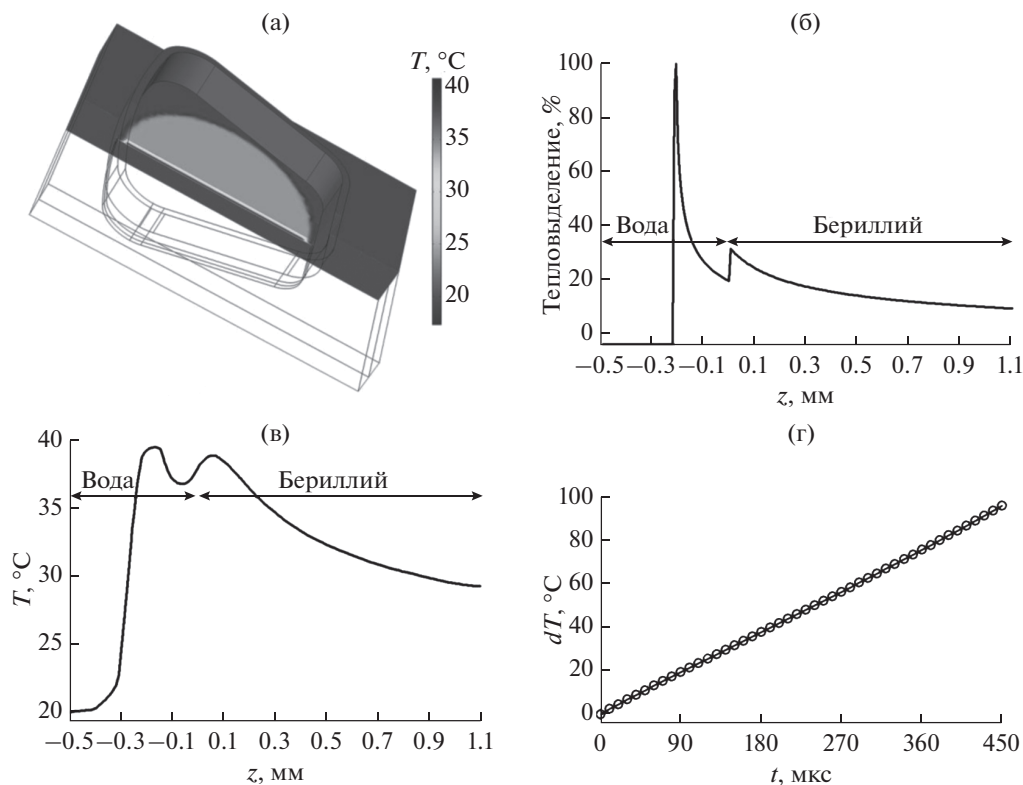 (а)
T, °C
40
35
30
25
20
(б)
Тепловыделение, %
100
80
60
40
20
0
Вода
Бериллий
−0.5 −0.3 −0.1 0.1 0.3 0.5 0.7 0.9 1.1
z, мм
(в)
T, °C
40
35
30
25
20
Вода
Бериллий
−0.5 −0.3 −0.1 0.1 0.3 0.5 0.7 0.9 1.1
z, мм
(г)
dT, °C
100
80
60
40
20
0
0 90 180 270 360 450
t, мкс